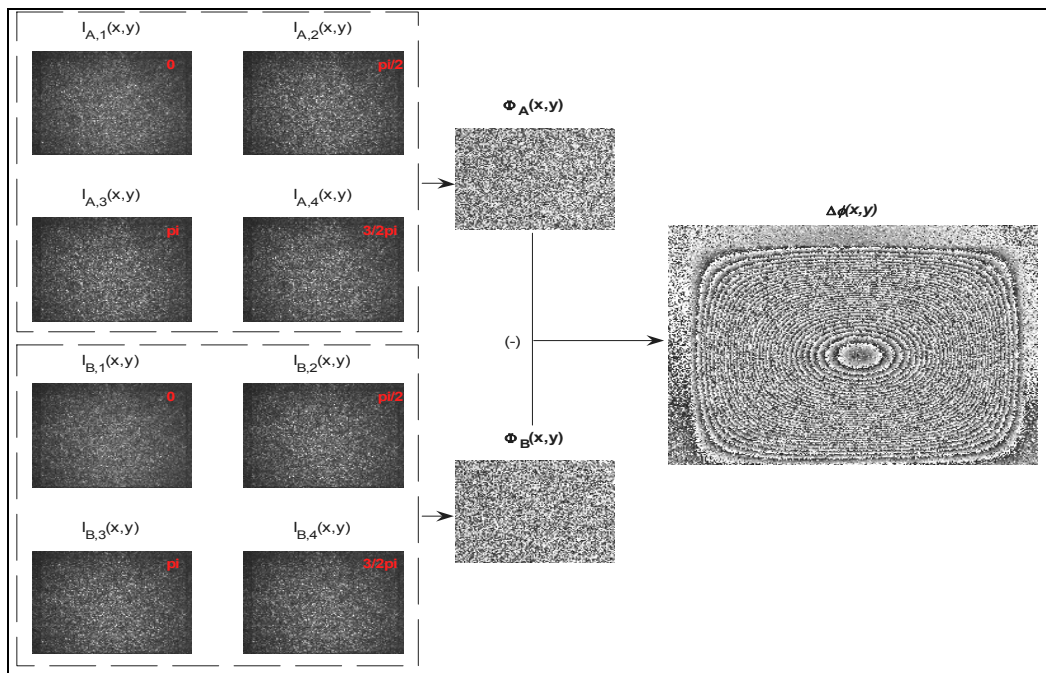 I_A,1(x,y) I_A,2(x,y)
0 pi/2
Φ_A(x,y)
I_A,3(x,y) I_A,4(x,y)
pi 3/2pi
Δϕ(x,y)
(-)
I_B,1(x,y) I_B,2(x,y)
0 pi/2
Φ_B(x,y)
I_B,3(x,y) I_B,4(x,y)
pi 3/2pi